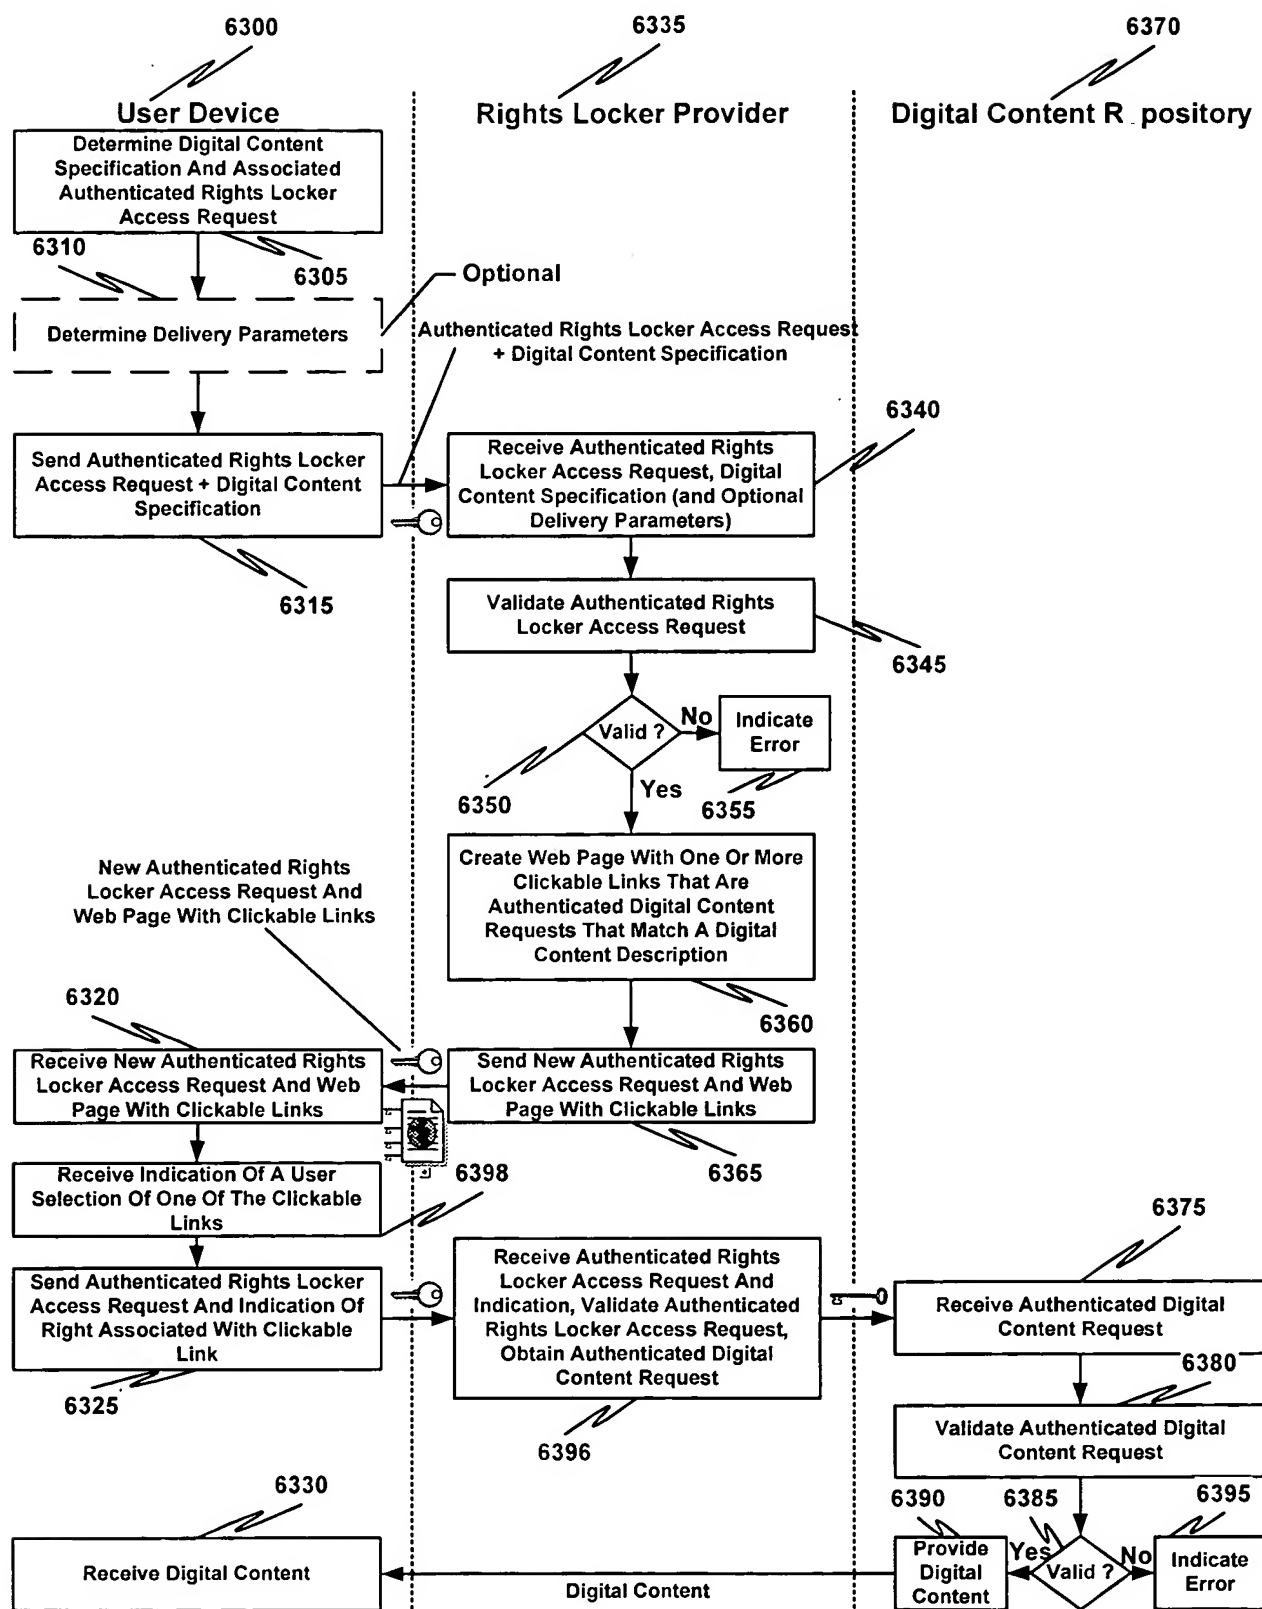 6300
6335
6370
User Device
Rights Locker Provider
Digital Content R pository
Determine Digital Content
Specification And Associated
Authenticated Rights Locker
Access Request
6310
6305
Optional
Determine Delivery Parameters
Authenticated Rights Locker Access Request
+ Digital Content Specification
6340
Send Authenticated Rights Locker
Access Request + Digital Content
Specification
Receive Authenticated Rights
Locker Access Request, Digital
Content Specification (and Optional
Delivery Parameters)
6315
Validate Authenticated Rights
Locker Access Request
6345
Valid ?
No
Indicate
Error
6350
Yes
6355
New Authenticated Rights
Locker Access Request And
Web Page With Clickable Links
Create Web Page With One Or More
Clickable Links That Are
Authenticated Digital Content
Requests That Match A Digital
Content Description
6320
6360
Receive New Authenticated Rights
Locker Access Request And Web
Page With Clickable Links
Send New Authenticated Rights
Locker Access Request And Web
Page With Clickable Links
6365
Receive Indication Of A User
Selection Of One Of The Clickable
Links
6398
6375
Send Authenticated Rights Locker
Access Request And Indication Of
Right Associated With Clickable
Link
Receive Authenticated Rights
Locker Access Request And
Indication, Validate Authenticated
Rights Locker Access Request,
Obtain Authenticated Digital
Content Request
Receive Authenticated Digital
Content Request
6325
6380
6396
Validate Authenticated Digital
Content Request
6330
6390
6385
6395
Receive Digital Content
Digital Content
Provide
Digital
Content
Yes
Valid ?
No
Indicate
Error